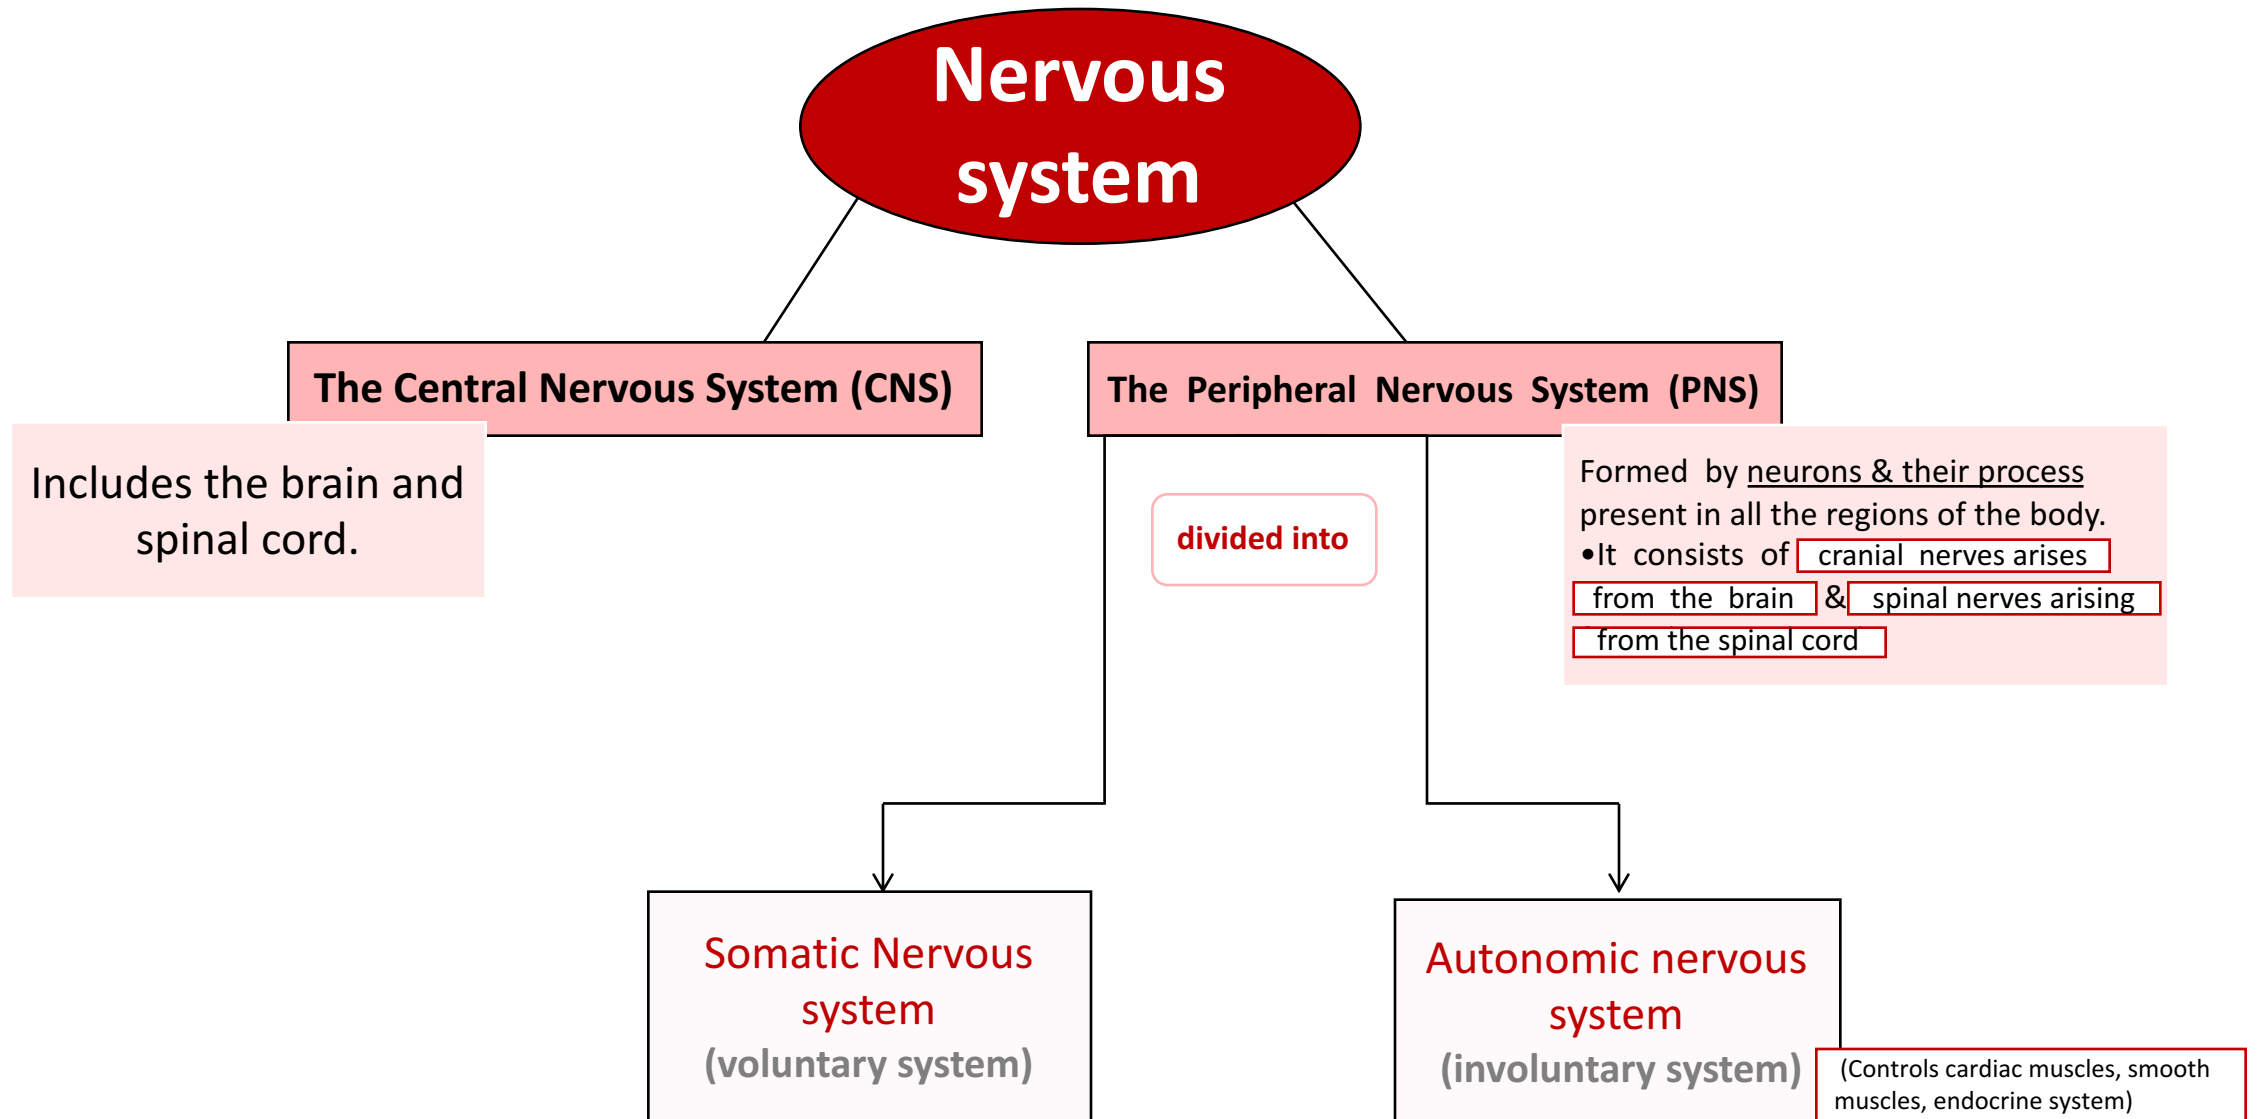 Nervous
system
The Central Nervous System (CNS)
Includes the brain and
spinal cord.
The Peripheral Nervous System (PNS)
Formed by neurons & their process
present in all the regions of the body.
•It consists of cranial nerves arises
from the brain & spinal nerves arising
from the spinal cord
divided into
Somatic Nervous
system
(voluntary system)
Autonomic nervous
system
(involuntary system)
(Controls cardiac muscles, smooth
muscles, endocrine system)